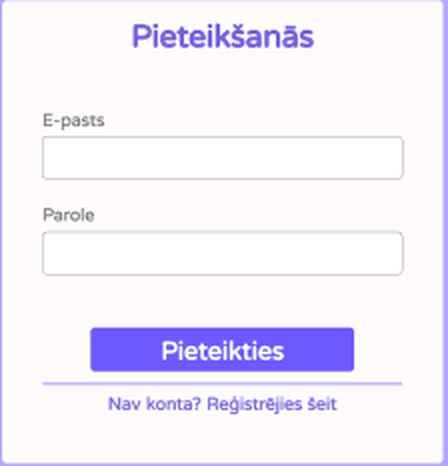 Pieteikšanās
E-pasts
Parole
Pieteikties
Nav konta? Reģistrējies šeit